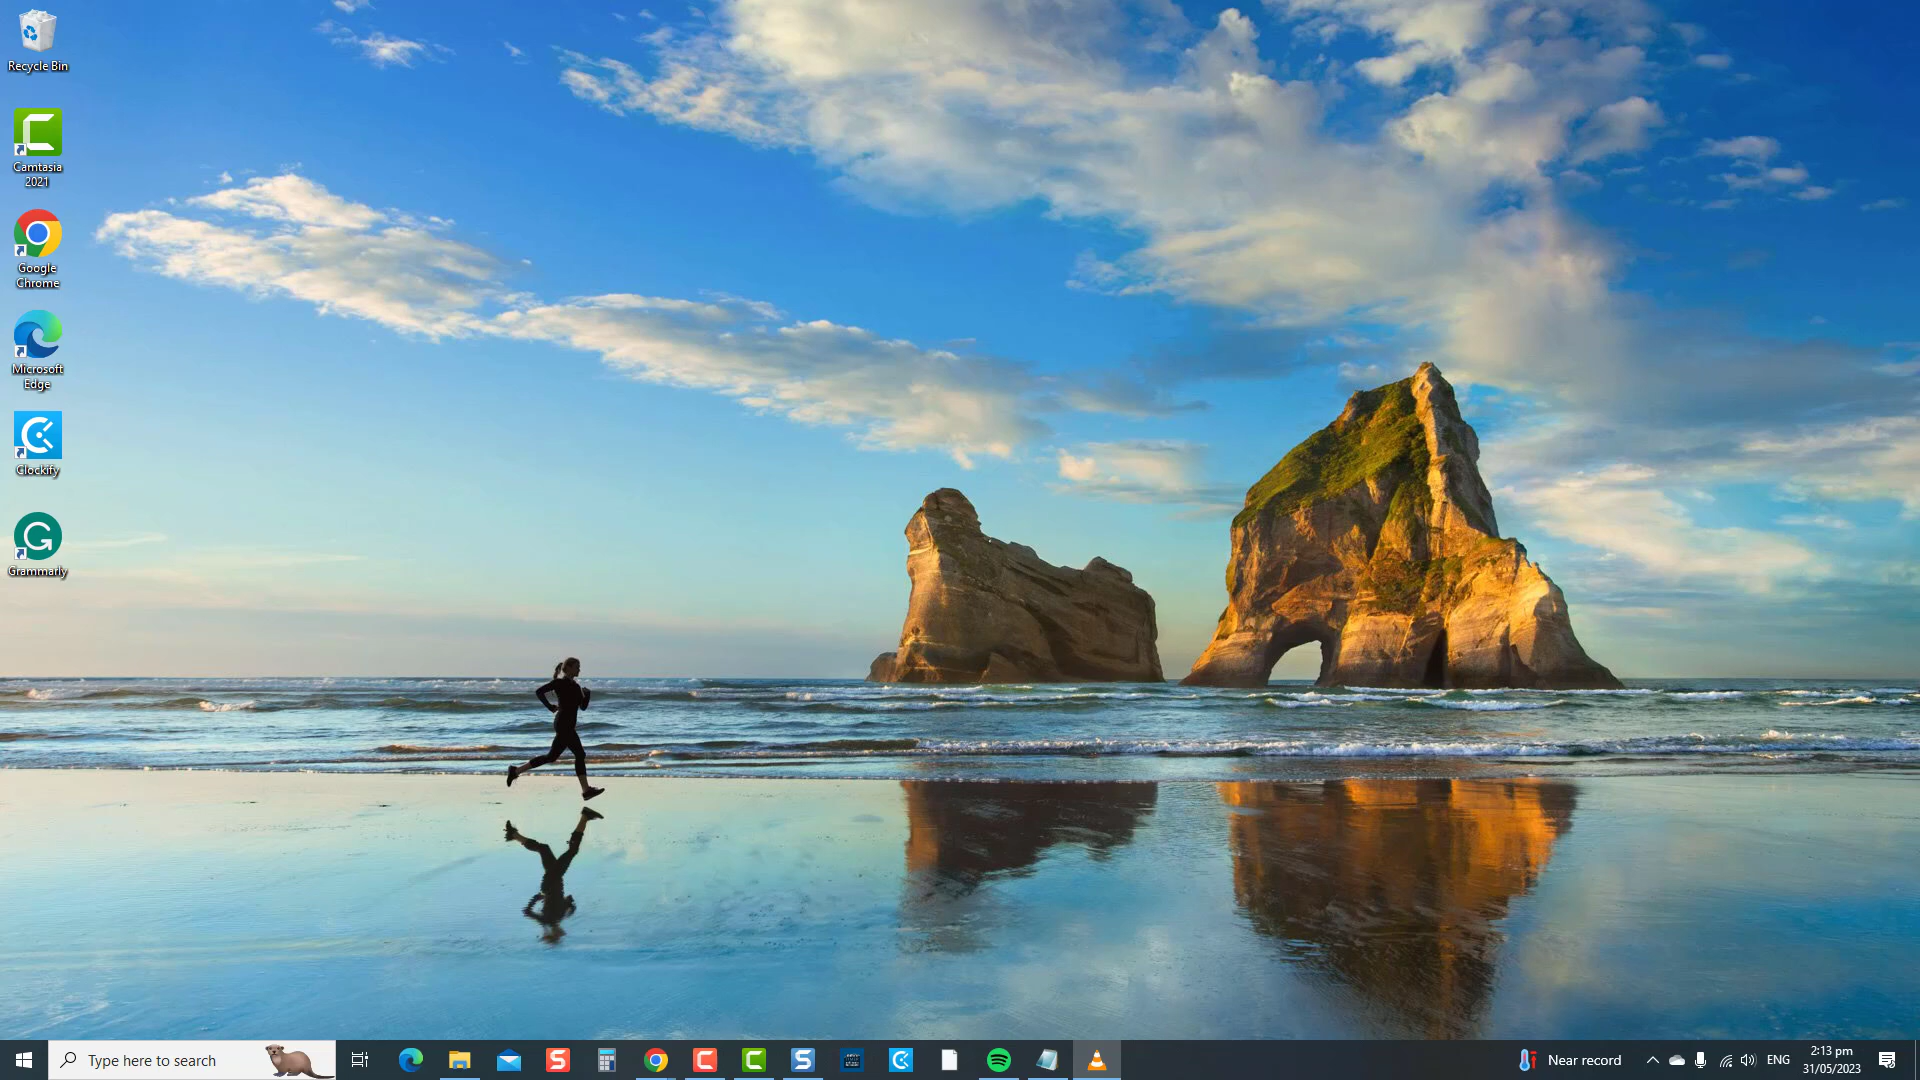 Recycle Bin
Camtasia
2021
Google
Chrome
Microsoft
Edge
Clockify
Grammarly
Type here to search
Near record
ENG
2:13 pm
31/05/2023